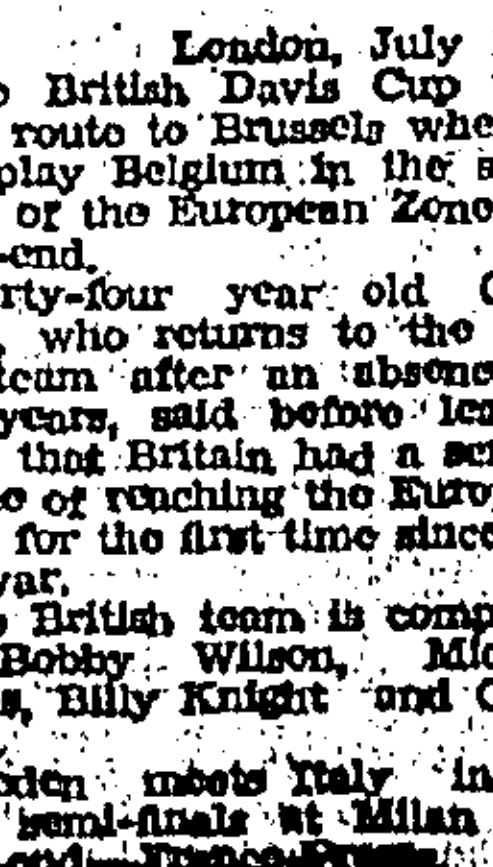 London, July
British Davis Cup
route to Brussels whe
play Belgium in the s
of the European Zone
-end.
rty-four year old
, who returns to the
team after an absenc
years, said before lea
that Britain had a
of reaching the Euro
for the first time since
war.
British team is comp
Bobby Wilson, Mic
s, Billy Knight and
den meets Italy in
semi-finals at Milan